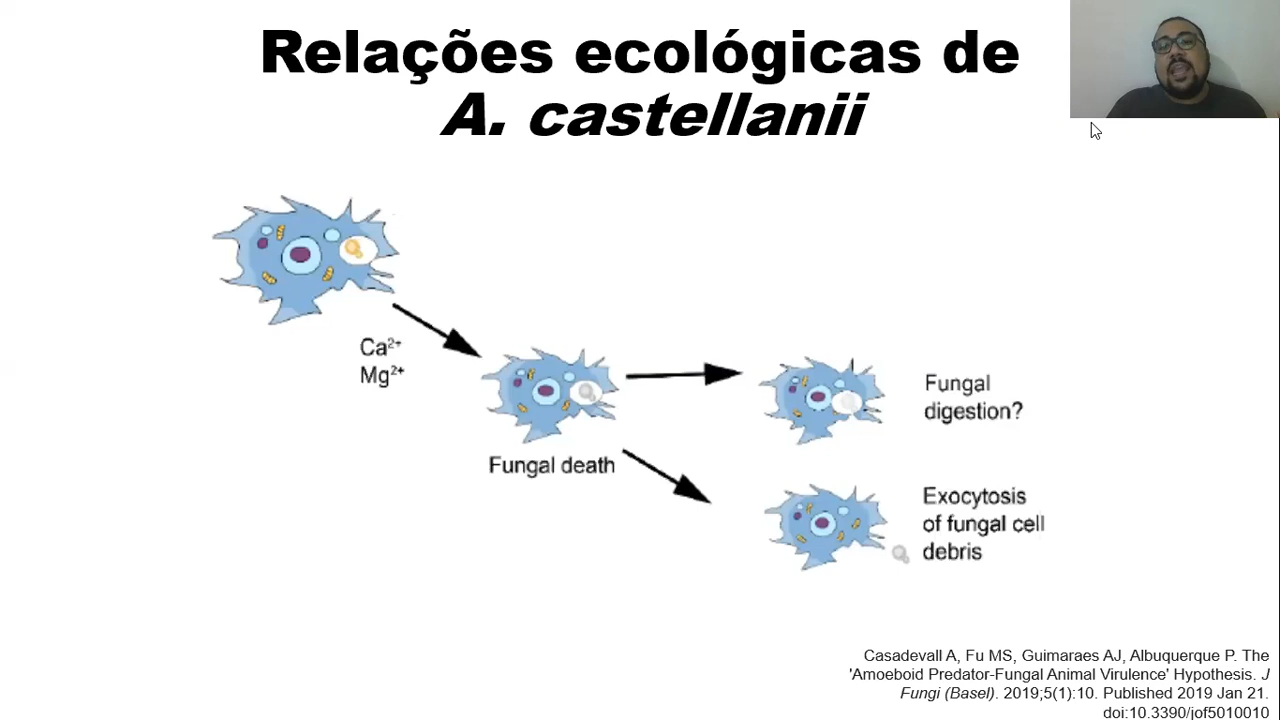 Relações ecológicas de
A. castellanii
Ca²⁺
Mg²⁺
Fungal death
Fungal
digestion?
Exocytosis
of fungal cell
debris
Casadevall A, Fu MS, Guimaraes AJ, Albuquerque P. The
'Amoeboid Predator-Fungal Animal Virulence' Hypothesis. J
Fungi (Basel). 2019;5(1):10. Published 2019 Jan 21.
doi:10.3390/jof5010010